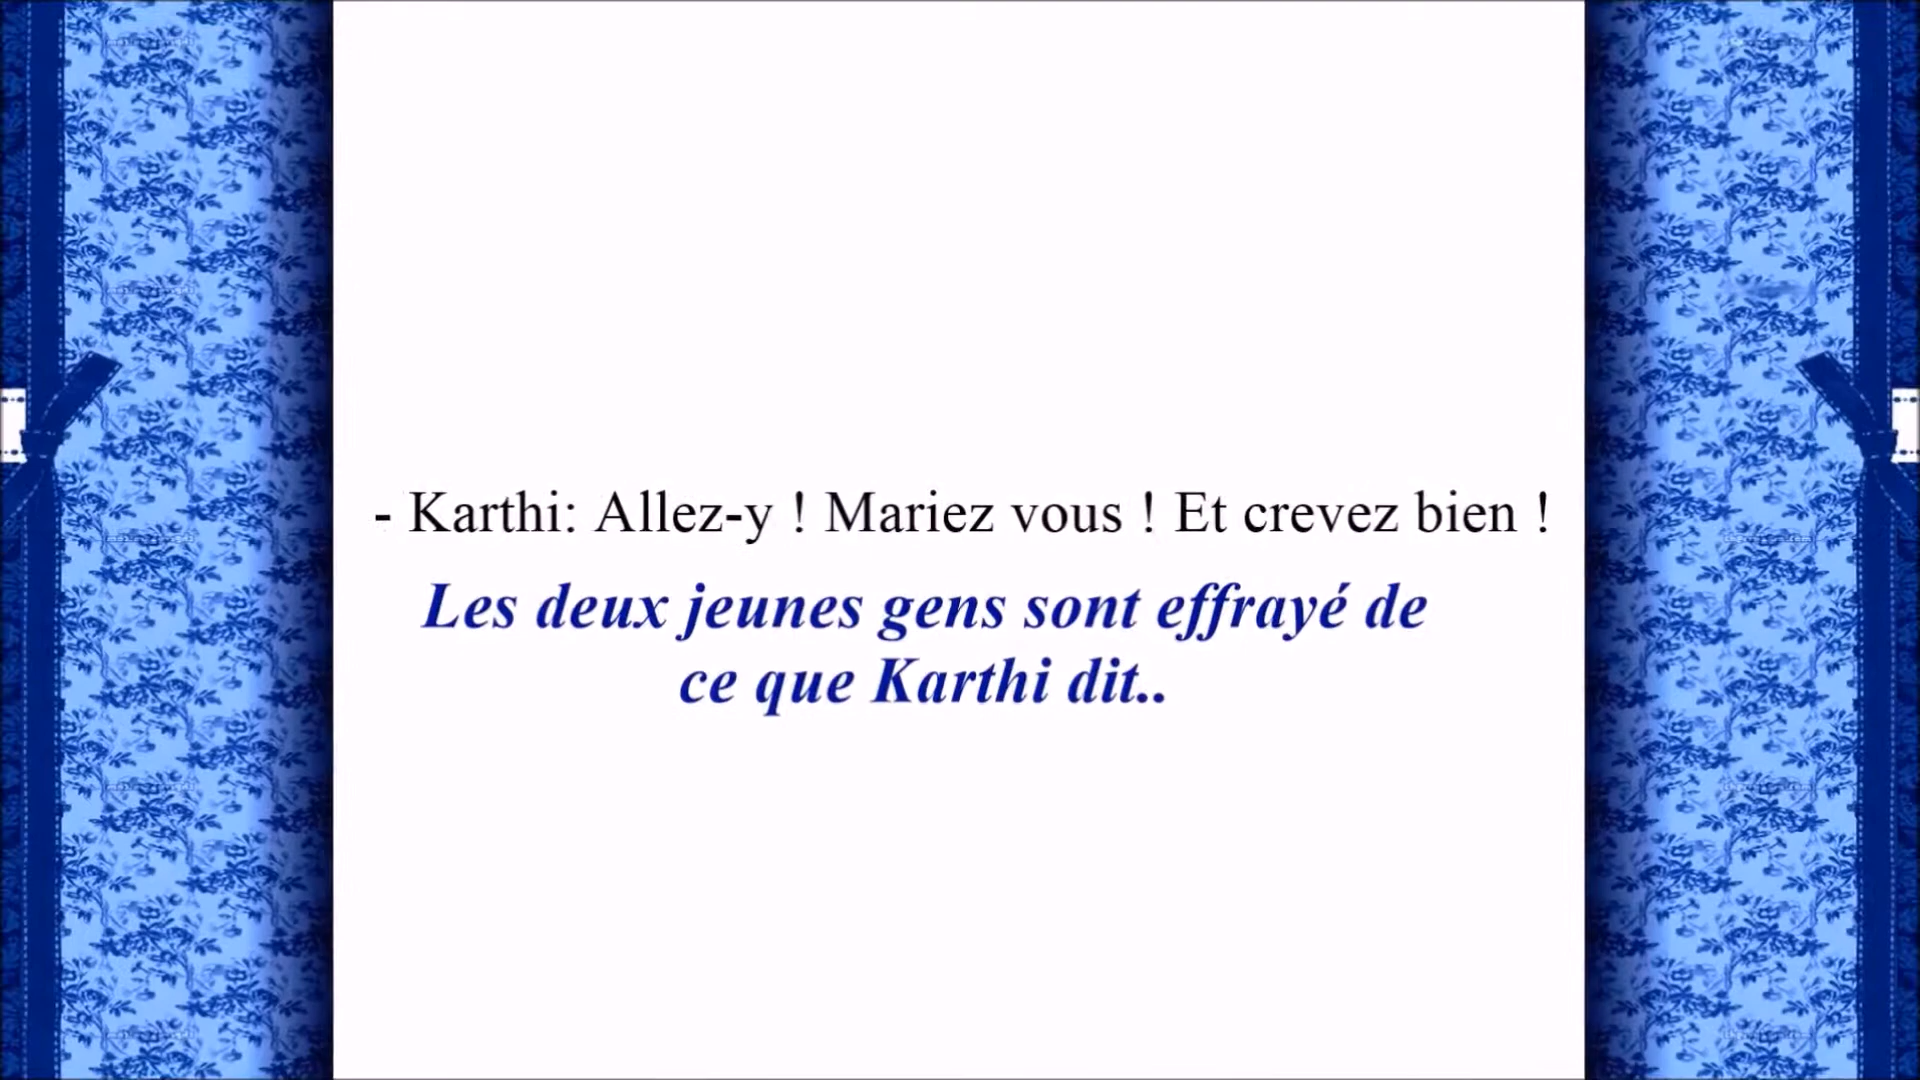 - Karthi: Allez-y ! Mariez vous ! Et crevez bien !
Les deux jeunes gens sont effrayé de
ce que Karthi dit..